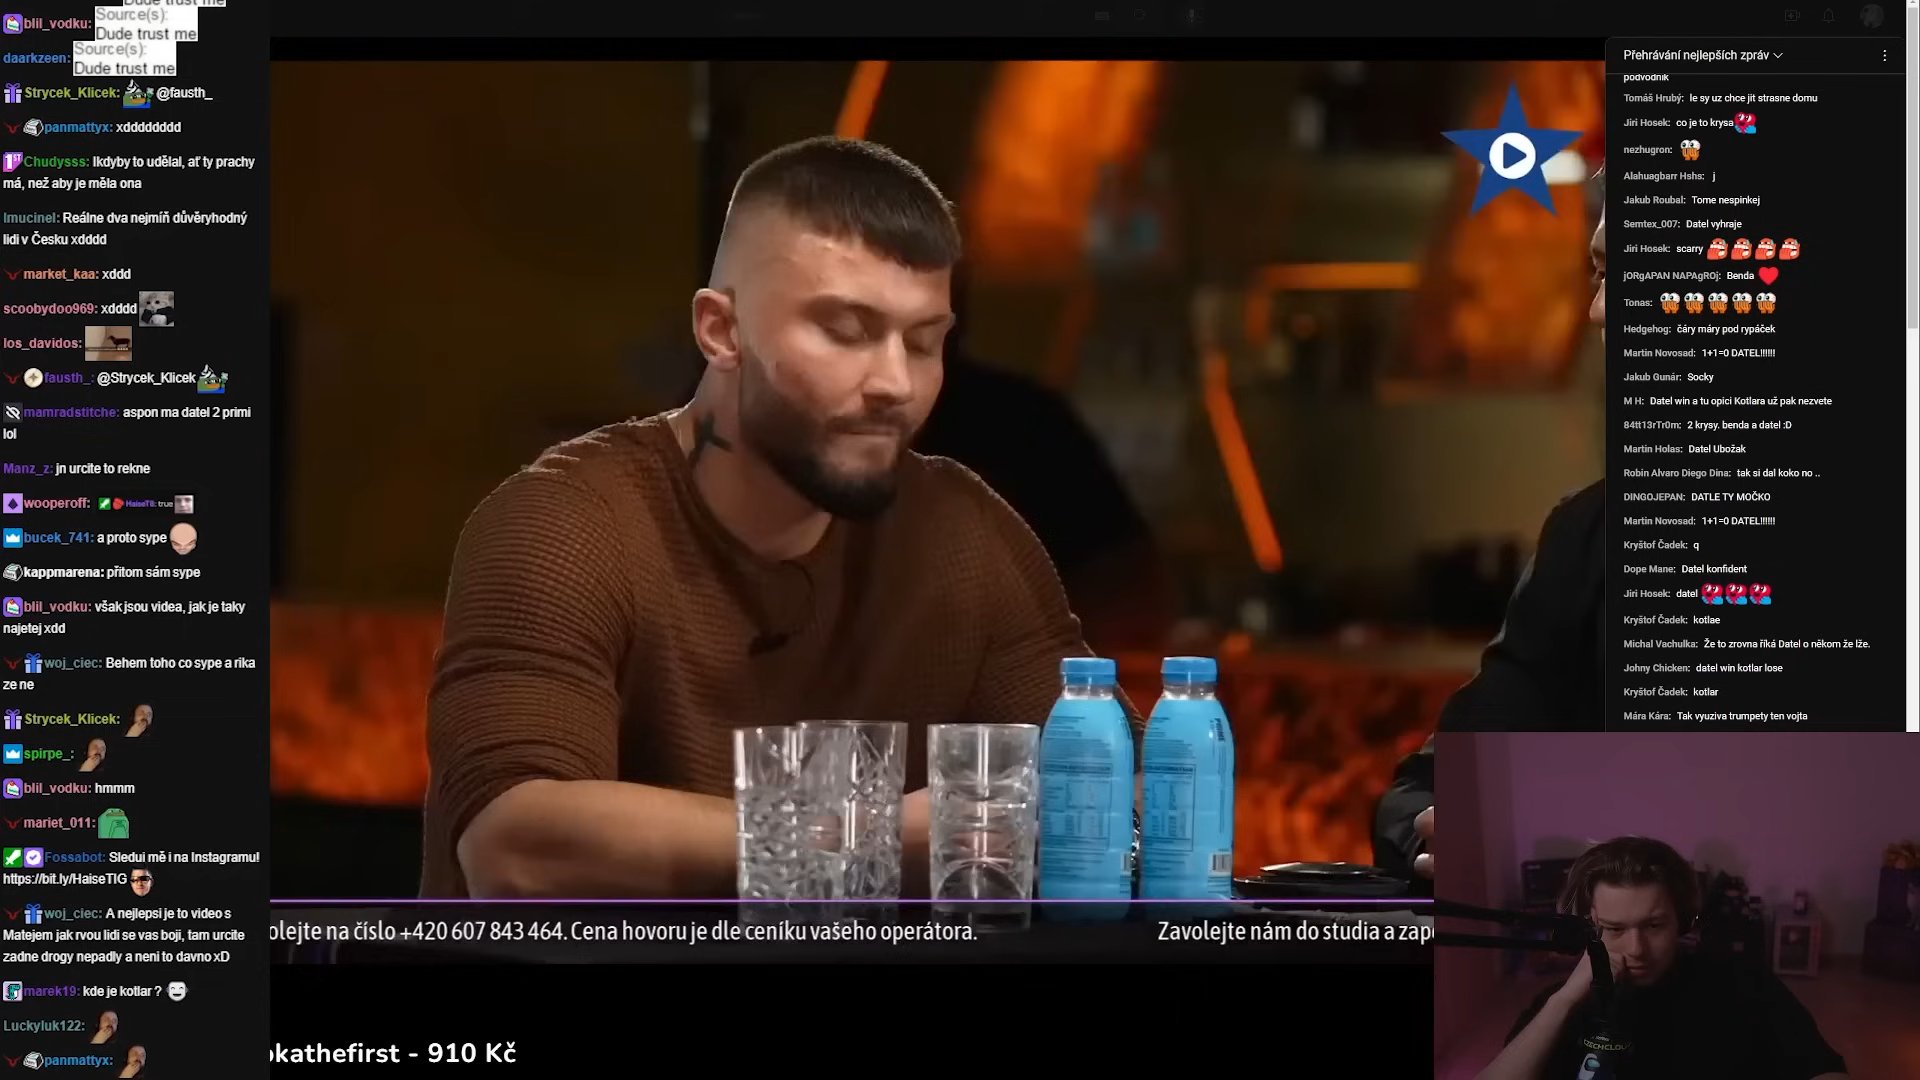 Dude trust me
blil_vodku: Source(s):
Dude trust me
daarkzeen: Source(s):
Dude trust me
Strycek_Klicek: @fausth_
panmattyx: xdddddddd
Chudysss: Ikdyby to udělal, ať ty prachy
má, než aby je měla ona
Imucinel: Reálne dva nejmíň důvěryhodný
lidi v Česku xdddd
market_kaa: xddd
scoobydoo969: xdddd
los_davidos:
fausth_: @Strycek_Klicek
mamradstitche: aspon ma datel 2 primi
lol
Manz_z: jn urcite to rekne
wooperoff: HaiseTB: true
bucek_741: a proto sype
kappmarena: přitom sám sype
blil_vodku: však jsou videa, jak je taky
najetej xdd
woj_ciec: Behem toho co sype a rika
ze ne
Strycek_Klicek:
spirpe_:
blil_vodku: hmmm
mariet_011:
Fossabot: Sledui mě i na Instagramu!
https://bit.ly/HaiseTIG
woj_ciec: A nejlepsi je to video s
Matejem jak rvou lidi se vas boji, tam urcite
zadne drogy nepadly a neni to davno xD
marek19: kde je kotlar ?
Luckyluk122:
panmattyx:
olejte na číslo +420 607 843 464. Cena hovoru je dle ceníku vašeho operátora.
Zavolejte nám do studia a zapo
okathefirst - 910 Kč
Přehrávání nejlepších zpráv
podvodnik
Tomáš Hrubý: le sy uz chce jit strasne domu
Jiri Hosek: co je to krysa
nezhugron:
Alahuagbarr Hshs: j
Jakub Roubal: Tome nespinkej
Semtex_007: Datel vyhraje
Jiri Hosek: scarry
jORgAPAN NAPAgROj: Benda
Tonas:
Hedgehog: čáry máry pod rypáček
Martin Novosad: 1+1=0 DATEL!!!!!!
Jakub Gunár: Socky
M H: Datel win a tu opici Kotlara už pak nezvete
84tt13rTr0m: 2 krysy. benda a datel :D
Martin Holas: Datel Ubožak
Robin Alvaro Diego Dina: tak si dal koko no ..
DINGOJEPAN: DATLE TY MOČKO
Martin Novosad: 1+1=0 DATEL!!!!!!
Kryštof Čadek: q
Dope Mane: Datel konfident
Jiri Hosek: datel
Kryštof Čadek: kotlae
Michal Vachulka: Že to zrovna říká Datel o někom že lže.
Johny Chicken: datel win kotlar lose
Kryštof Čadek: kotlar
Mára Kára: Tak vyuziva trumpety ten vojta
CZECHCLOUD